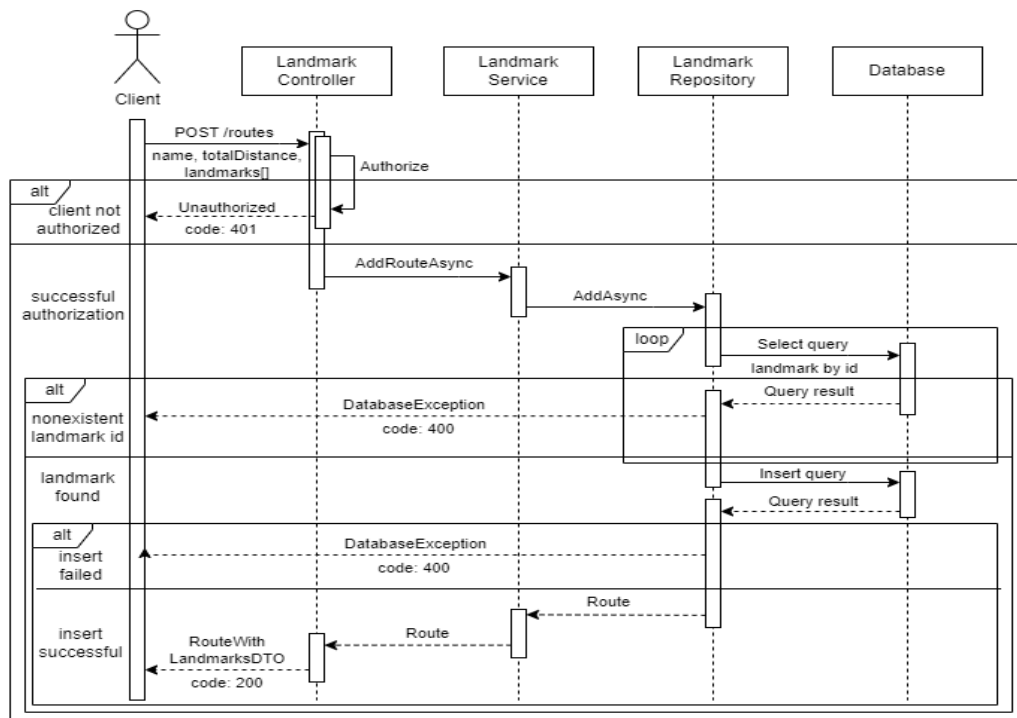 Client
Landmark
Controller
Landmark
Service
Landmark
Repository
Database
POST /routes
name, totalDistance,
landmarks[]
Authorize
alt
client not
authorized
Unauthorized
code: 401
successful
authorization
AddRouteAsync
AddAsync
loop
Select query
landmark by id
Query result
alt
nonexistent
landmark id
DatabaseException
code: 400
landmark
found
Insert query
Query result
alt
insert
failed
DatabaseException
code: 400
insert
successful
Route
Route
RouteWith
LandmarksDTO
code: 200